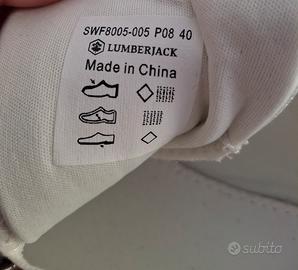 SWF8005-005 P08 40
LUMBERJACK
Made in China
subito